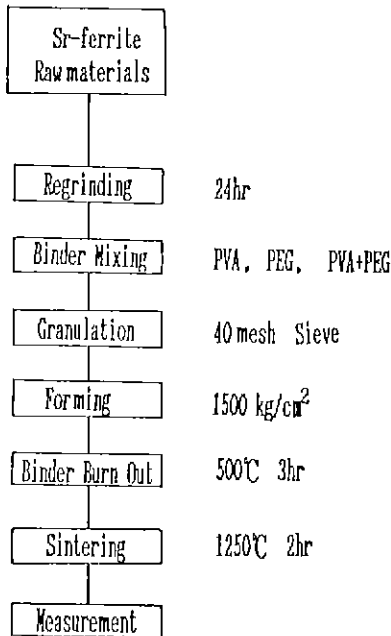 Sr-ferrite
Raw materials
Regrinding 24hr
Binder Mixing PVA, PEG, PVA+PEG
Granulation 40 mesh Sieve
Forming 1500 kg/cm²
Binder Burn Out 500℃ 3hr
Sintering 1250℃ 2hr
Measurement